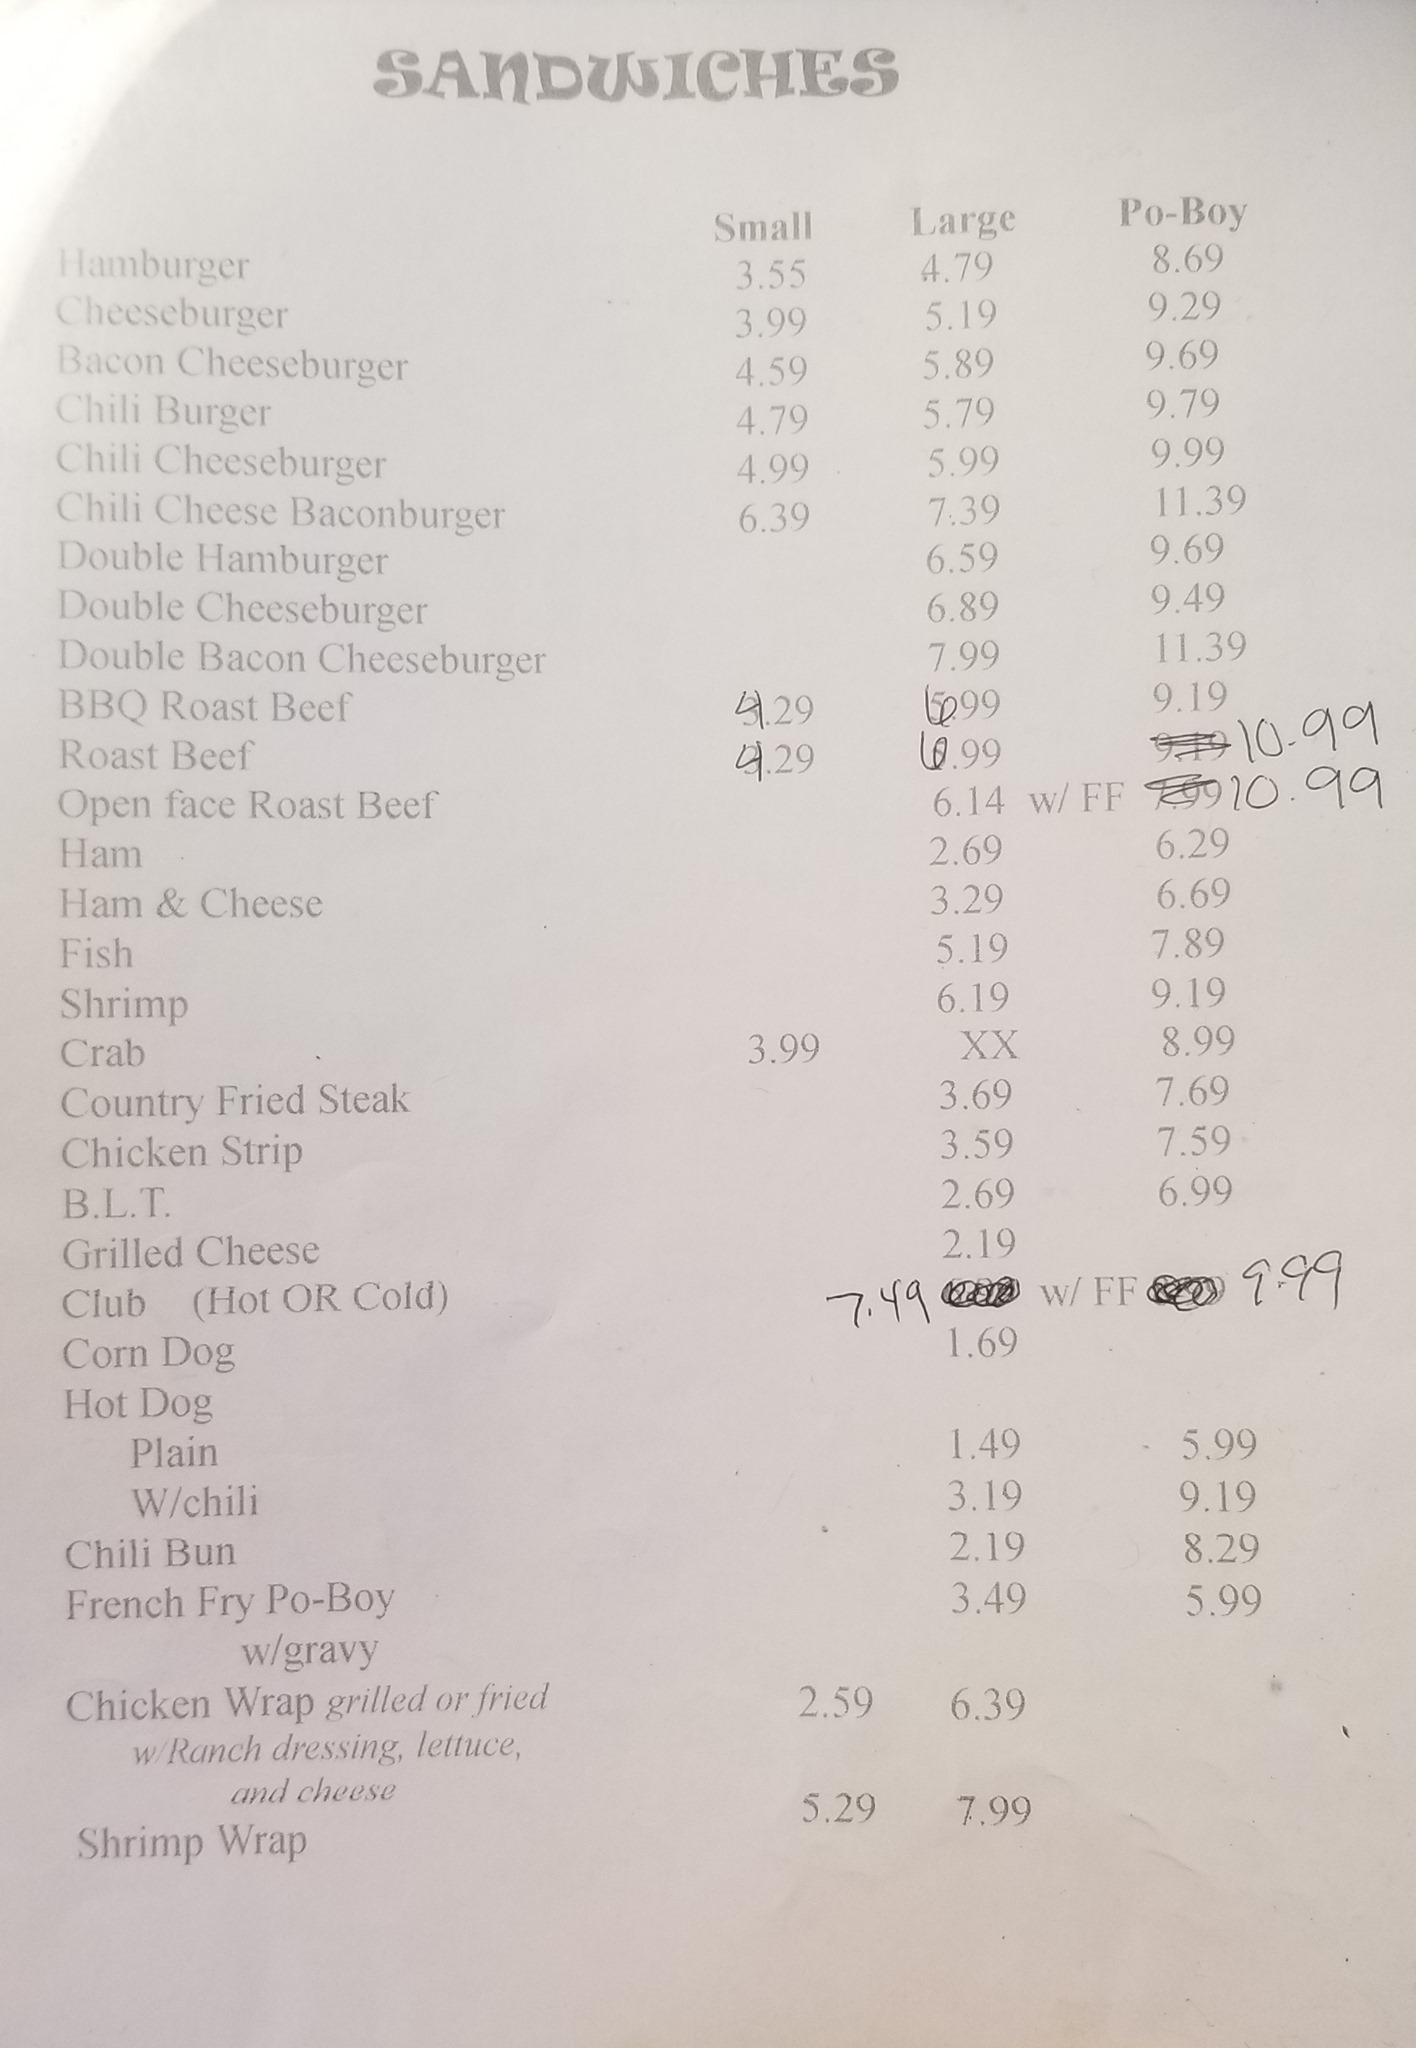 SANDWICHES
Small Large Po-Boy
Hamburger 3.55 4.79 8.69
Cheeseburger 3.99 5.19 9.29
Bacon Cheeseburger 4.59 5.89 9.69
Chili Burger 4.79 5.79 9.79
Chili Cheeseburger 4.99 5.99 9.99
Chili Cheese Baconburger 6.39 7.39 11.39
Double Hamburger 6.59 9.69
Double Cheeseburger 6.89 9.49
Double Bacon Cheeseburger 7.99 11.39
BBQ Roast Beef 4.29 6.99 9.19
Roast Beef 4.29 6.99 9.19 10.99
Open face Roast Beef 6.14 w/ FF 7.99 10.99
Ham 2.69 6.29
Ham & Cheese 3.29 6.69
Fish 5.19 7.89
Shrimp 6.19 9.19
Crab 3.99 XX 8.99
Country Fried Steak 3.69 7.69
Chicken Strip 3.59 7.59
B.L.T. 2.69 6.99
Grilled Cheese 2.19
Club (Hot OR Cold) 7.49 w/ FF 9.99
Corn Dog 1.69
Hot Dog
Plain 1.49 5.99
W/chili 3.19 9.19
Chili Bun 2.19 8.29
French Fry Po-Boy 3.49 5.99
w/gravy
Chicken Wrap grilled or fried 2.59 6.39
w/Ranch dressing, lettuce,
and cheese
Shrimp Wrap 5.29 7.99